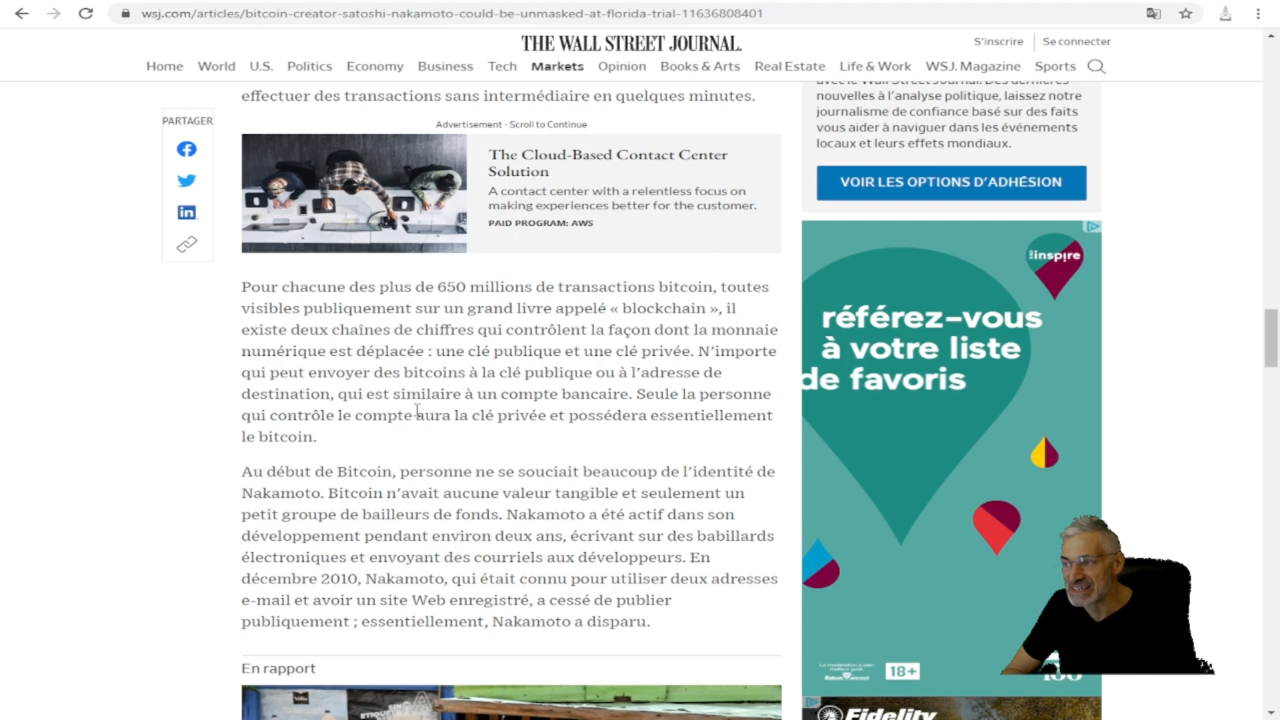 wsj.com/articles/bitcoin-creator-satoshi-nakamoto-could-be-unmasked-at-florida-trial-11636808401
THE WALL STREET JOURNAL.
S'inscrire
Se connecter
Home World U.S. Politics Economy Business Tech Markets Opinion Books & Arts Real Estate Life & Work WSJ. Magazine Sports
effectuer des transactions sans intermédiaire en quelques minutes.
PARTAGER
Advertisement - Scroll to Continue
The Cloud-Based Contact Center
Solution
A contact center with a relentless focus on
making experiences better for the customer.
PAID PROGRAM: AWS
Pour chacune des plus de 650 millions de transactions bitcoin, toutes
visibles publiquement sur un grand livre appelé « blockchain », il
existe deux chaînes de chiffres qui contrôlent la façon dont la monnaie
numérique est déplacée : une clé publique et une clé privée. N'importe
qui peut envoyer des bitcoins à la clé publique ou à l'adresse de
destination, qui est similaire à un compte bancaire. Seule la personne
qui contrôle le compte aura la clé privée et possédera essentiellement
le bitcoin.
Au début de Bitcoin, personne ne se souciait beaucoup de l'identité de
Nakamoto. Bitcoin n'avait aucune valeur tangible et seulement un
petit groupe de bailleurs de fonds. Nakamoto a été actif dans son
développement pendant environ deux ans, écrivant sur des babillards
électroniques et envoyant des courriels aux développeurs. En
décembre 2010, Nakamoto, qui était connu pour utiliser deux adresses
e-mail et avoir un site Web enregistré, a cessé de publier
publiquement ; essentiellement, Nakamoto a disparu.
En rapport
avec le Wall Street Journal. Des dernières
nouvelles à l'analyse politique, laissez notre
journalisme de confiance basé sur des faits
vous aider à naviguer dans les événements
locaux et leurs effets mondiaux.
VOIR LES OPTIONS D'ADHÉSION
inspire
référez-vous
à votre liste
de favoris
18+
Fidelity